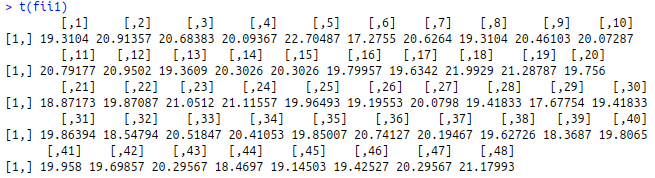 > t(fii1)
[,1] [,2] [,3] [,4] [,5] [,6] [,7] [,8] [,9] [,10]
[1,] 19.3104 20.91357 20.68383 20.09367 22.70487 17.2755 20.6264 19.3104 20.46103 20.07287
[,11] [,12] [,13] [,14] [,15] [,16] [,17] [,18] [,19] [,20]
[1,] 20.79177 20.9502 19.3609 20.3026 20.3026 19.79957 19.6342 21.9929 21.28787 19.756
[,21] [,22] [,23] [,24] [,25] [,26] [,27] [,28] [,29] [,30]
[1,] 18.87173 19.87087 21.0512 21.11557 19.96493 19.19553 20.0798 19.41833 17.67754 19.41833
[,31] [,32] [,33] [,34] [,35] [,36] [,37] [,38] [,39] [,40]
[1,] 19.86394 18.54794 20.51847 20.41053 19.85007 20.74127 20.19467 19.62726 18.3687 19.8065
[,41] [,42] [,43] [,44] [,45] [,46] [,47] [,48]
[1,] 19.958 19.69857 20.29567 18.4697 19.14503 19.42527 20.29567 21.17993